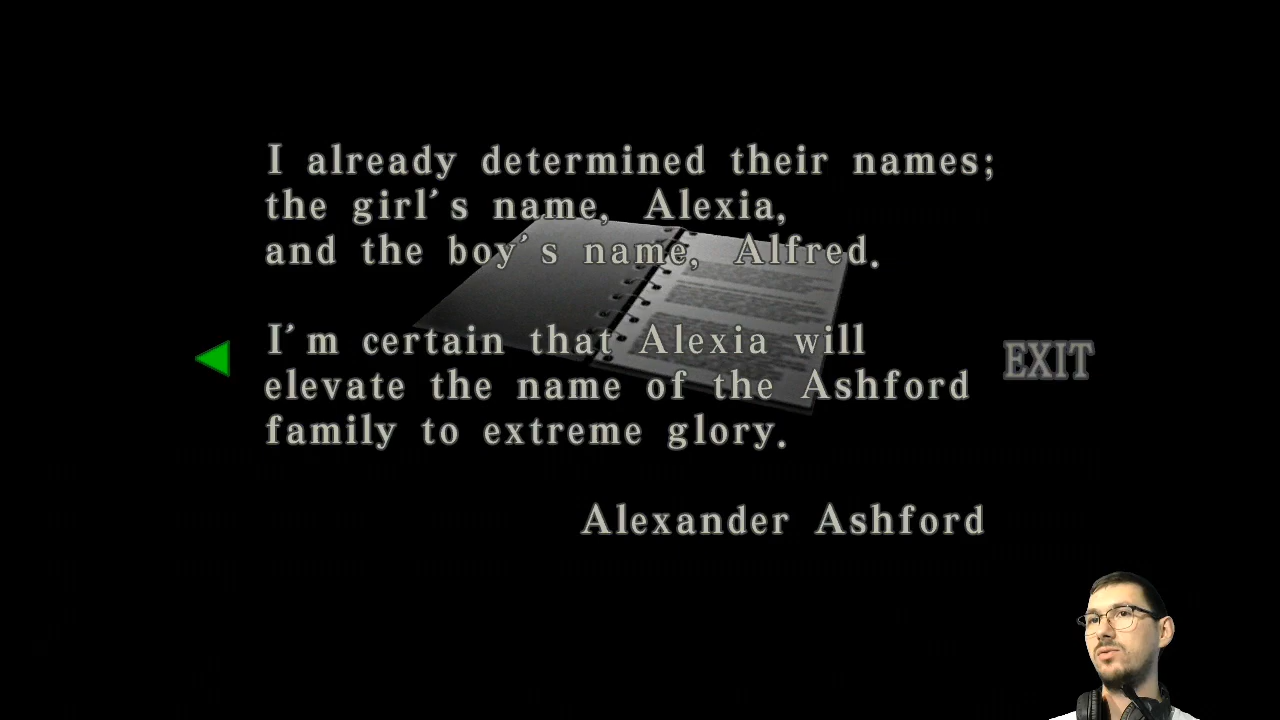 I already determined their names;
the girl's name, Alexia,
and the boy's name, Alfred.
I'm certain that Alexia will
elevate the name of the Ashford
family to extreme glory.
EXIT
Alexander Ashford